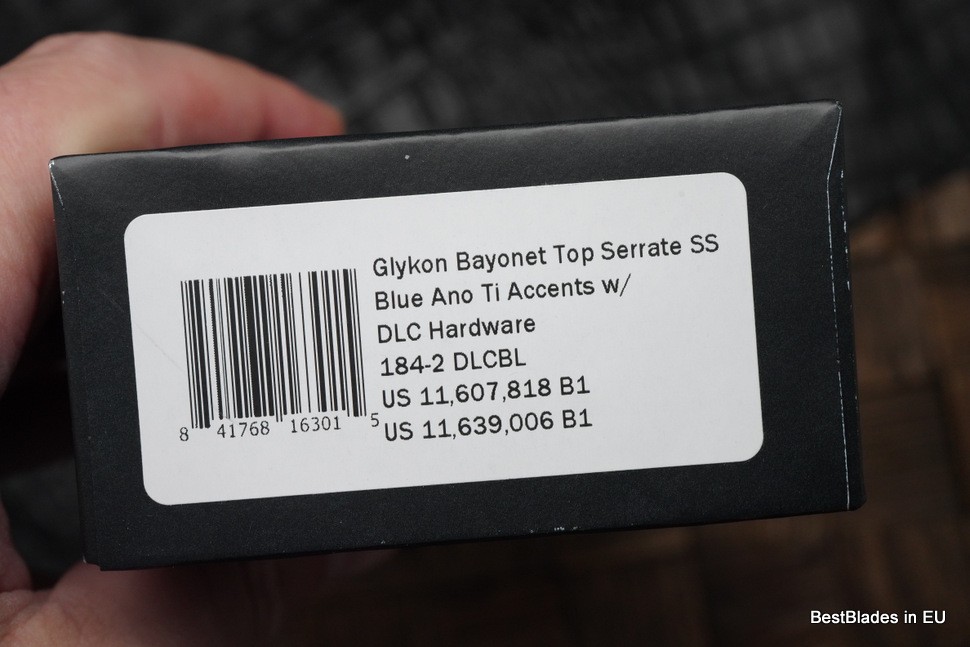 Glykon Bayonet Top Serrate SS
Blue Ano Ti Accents w/
DLC Hardware
184-2 DLCBL
US 11,607,818 B1
US 11,639,006 B1
8 41768 16301 5
BestBlades in EU